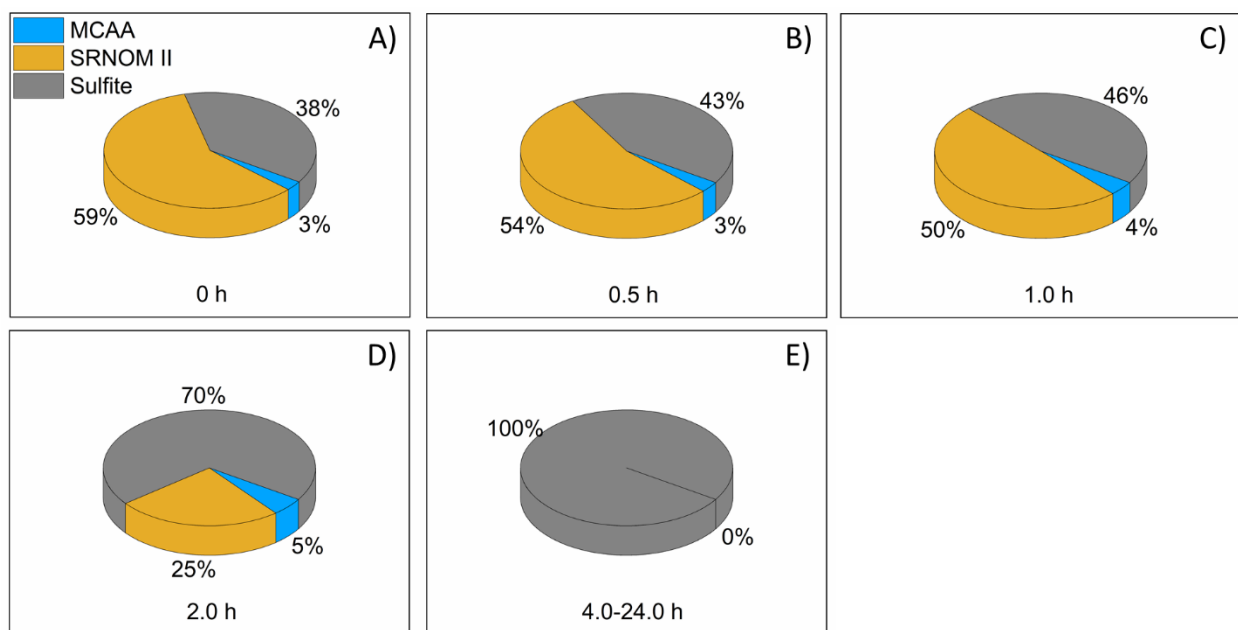 MCAA
SRNOM II
Sulfite
A)
38%
59%
3%
0 h
B)
43%
54%
3%
0.5 h
C)
46%
50%
4%
1.0 h
D)
70%
5%
25%
2.0 h
E)
100%
0%
4.0-24.0 h